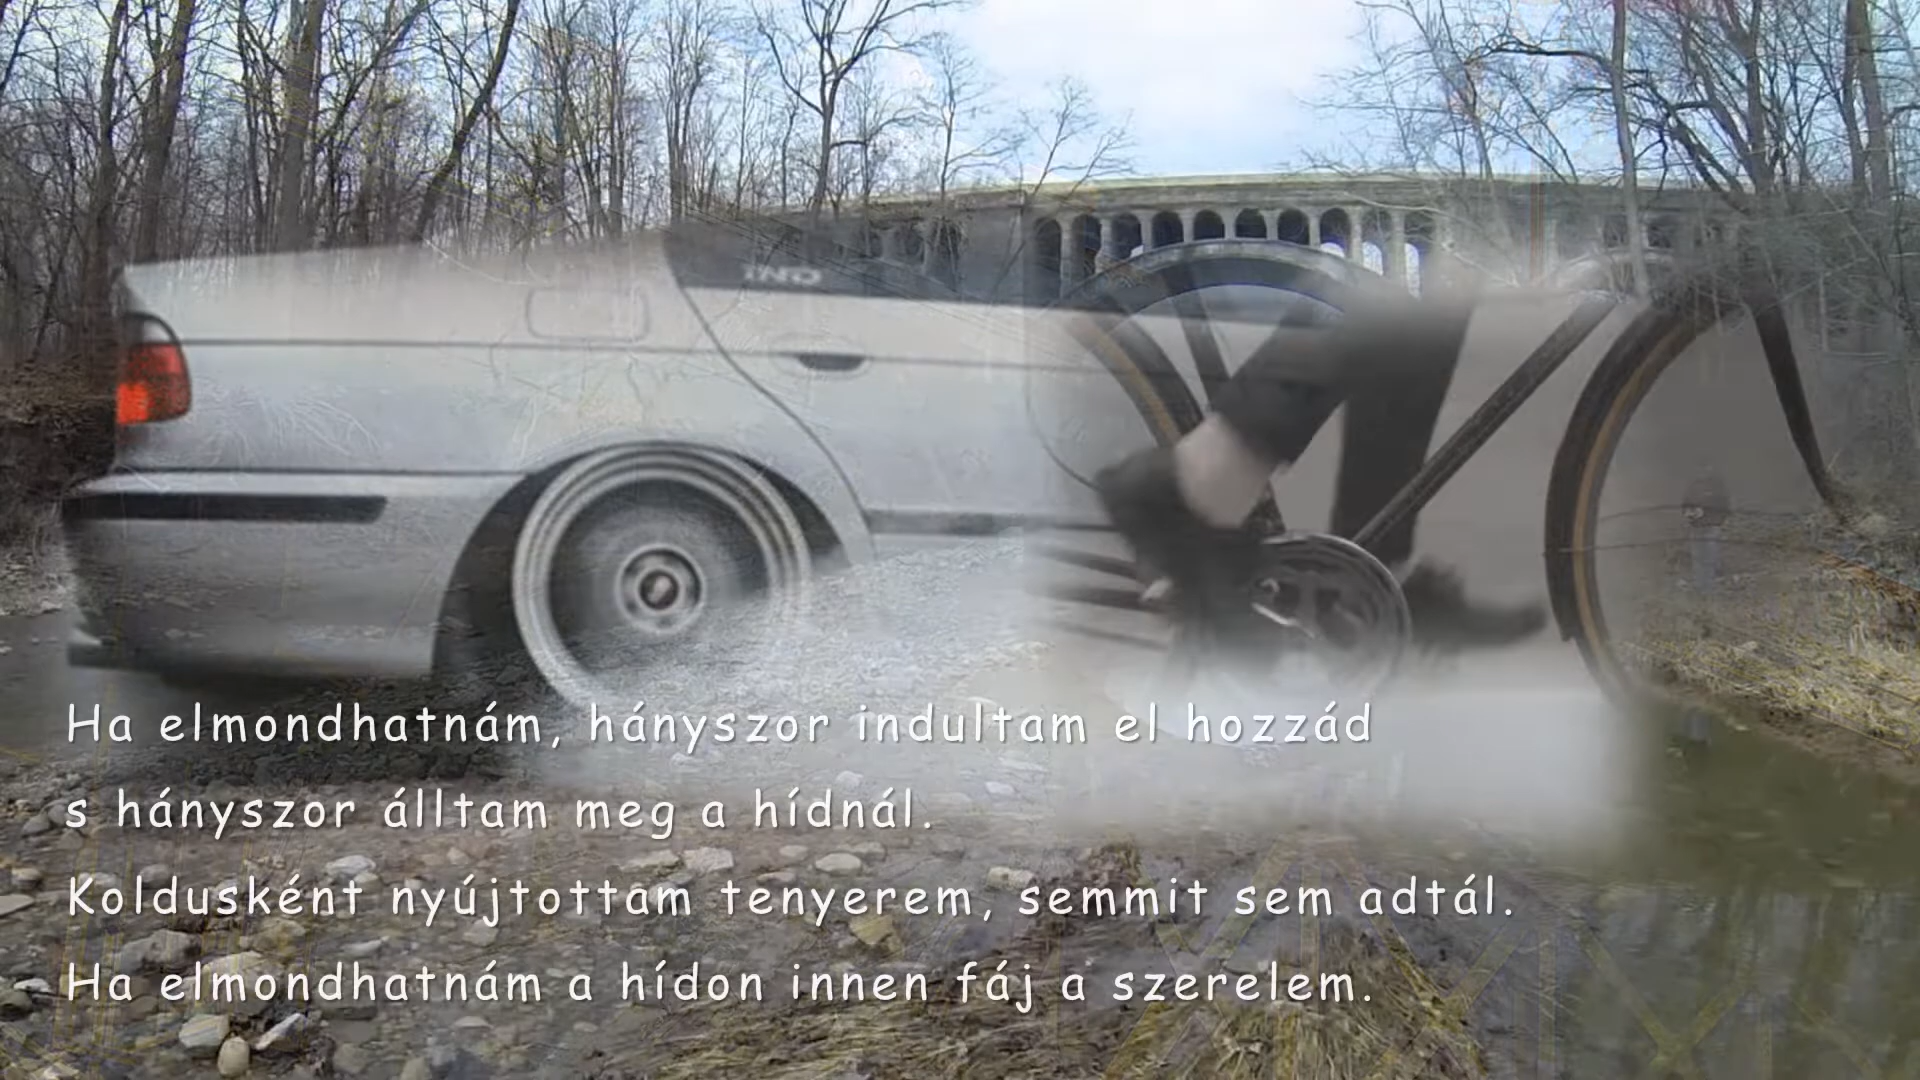 Ha elmondhatnám, hányszor indultam el hozzád
s hányszor álltam meg a hídnál.
Koldusként nyújtottam tenyerem, semmit sem adtál.
Ha elmondhatnám a hídon innen fáj a szerelem.